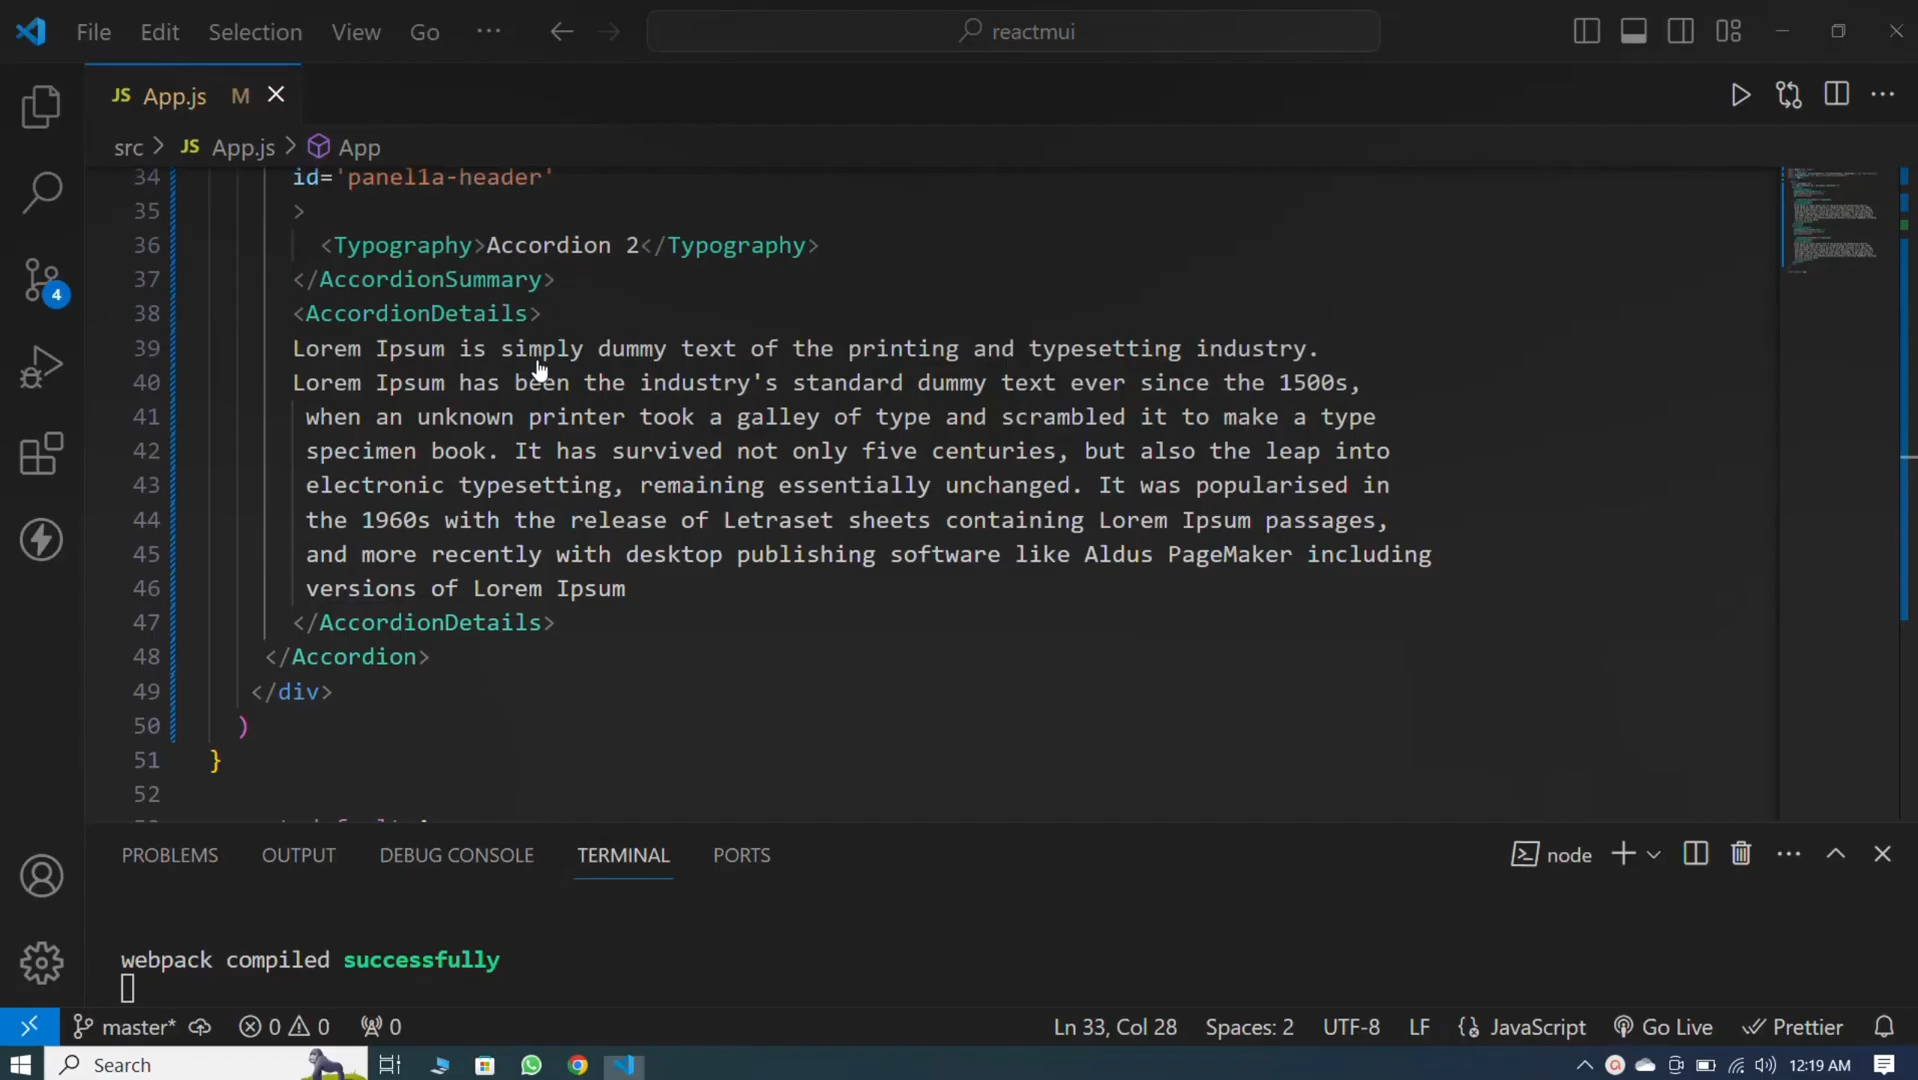 File Edit Selection View Go ··· reactmui
JS App.js M
src > JS App.js > App
34 id='panel1a-header'
35 >
36 <Typography>Accordion 2</Typography>
37 </AccordionSummary>
38 <AccordionDetails>
39 Lorem Ipsum is simply dummy text of the printing and typesetting industry.
40 Lorem Ipsum has been the industry's standard dummy text ever since the 1500s,
41 when an unknown printer took a galley of type and scrambled it to make a type
42 specimen book. It has survived not only five centuries, but also the leap into
43 electronic typesetting, remaining essentially unchanged. It was popularised in
44 the 1960s with the release of Letraset sheets containing Lorem Ipsum passages,
45 and more recently with desktop publishing software like Aldus PageMaker including
46 versions of Lorem Ipsum
47 </AccordionDetails>
48 </Accordion>
49 </div>
50 )
51 }
52
4
PROBLEMS OUTPUT DEBUG CONSOLE TERMINAL PORTS node
webpack compiled successfully
master* 0 0 0 Ln 33, Col 28 Spaces: 2 UTF-8 LF {} JavaScript Go Live Prettier
Search 12:19 AM